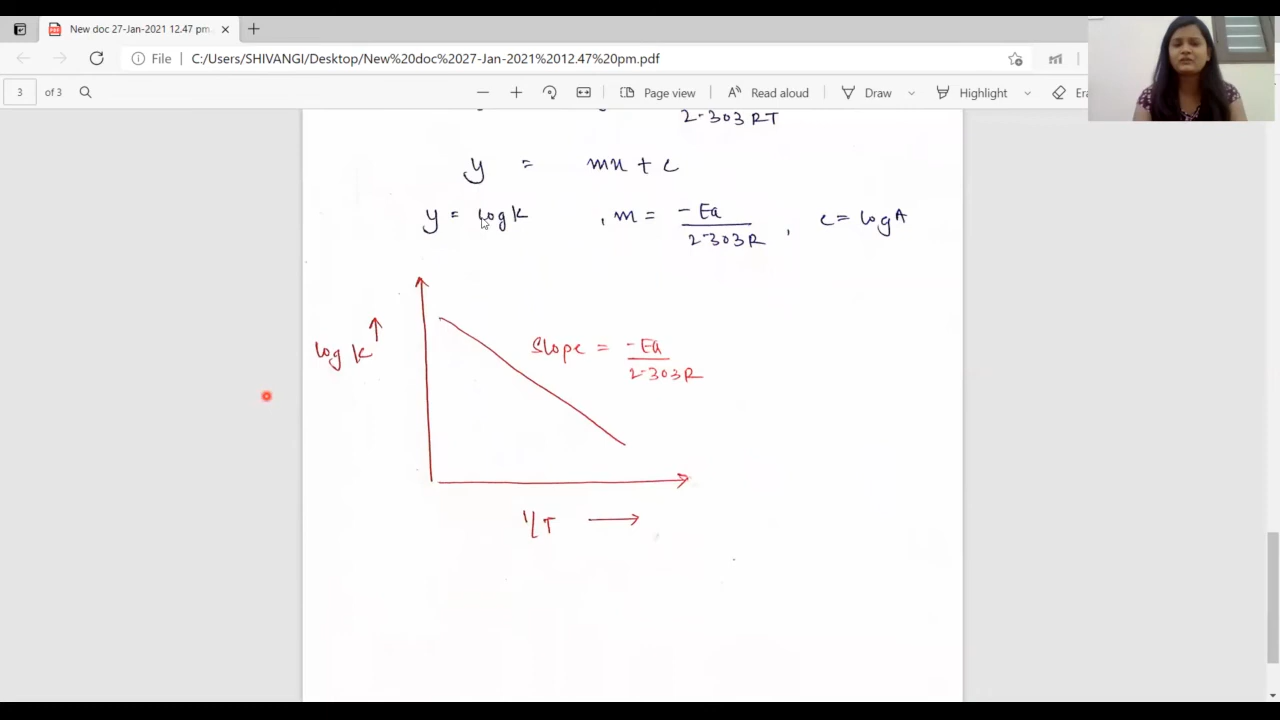 New doc 27-Jan-2021 12.47 pm.
File C:/Users/SHIVANGI/Desktop/New%20doc%2027-Jan-2021%2012.47%20pm.pdf
3 of 3 Page view Read aloud Draw Highlight Era
2.303 RT
y = mx + c
y = log K , m = -Ea / 2.303R , c = log A
log K ↑
Slope = -Ea / 2.303R
1/T →